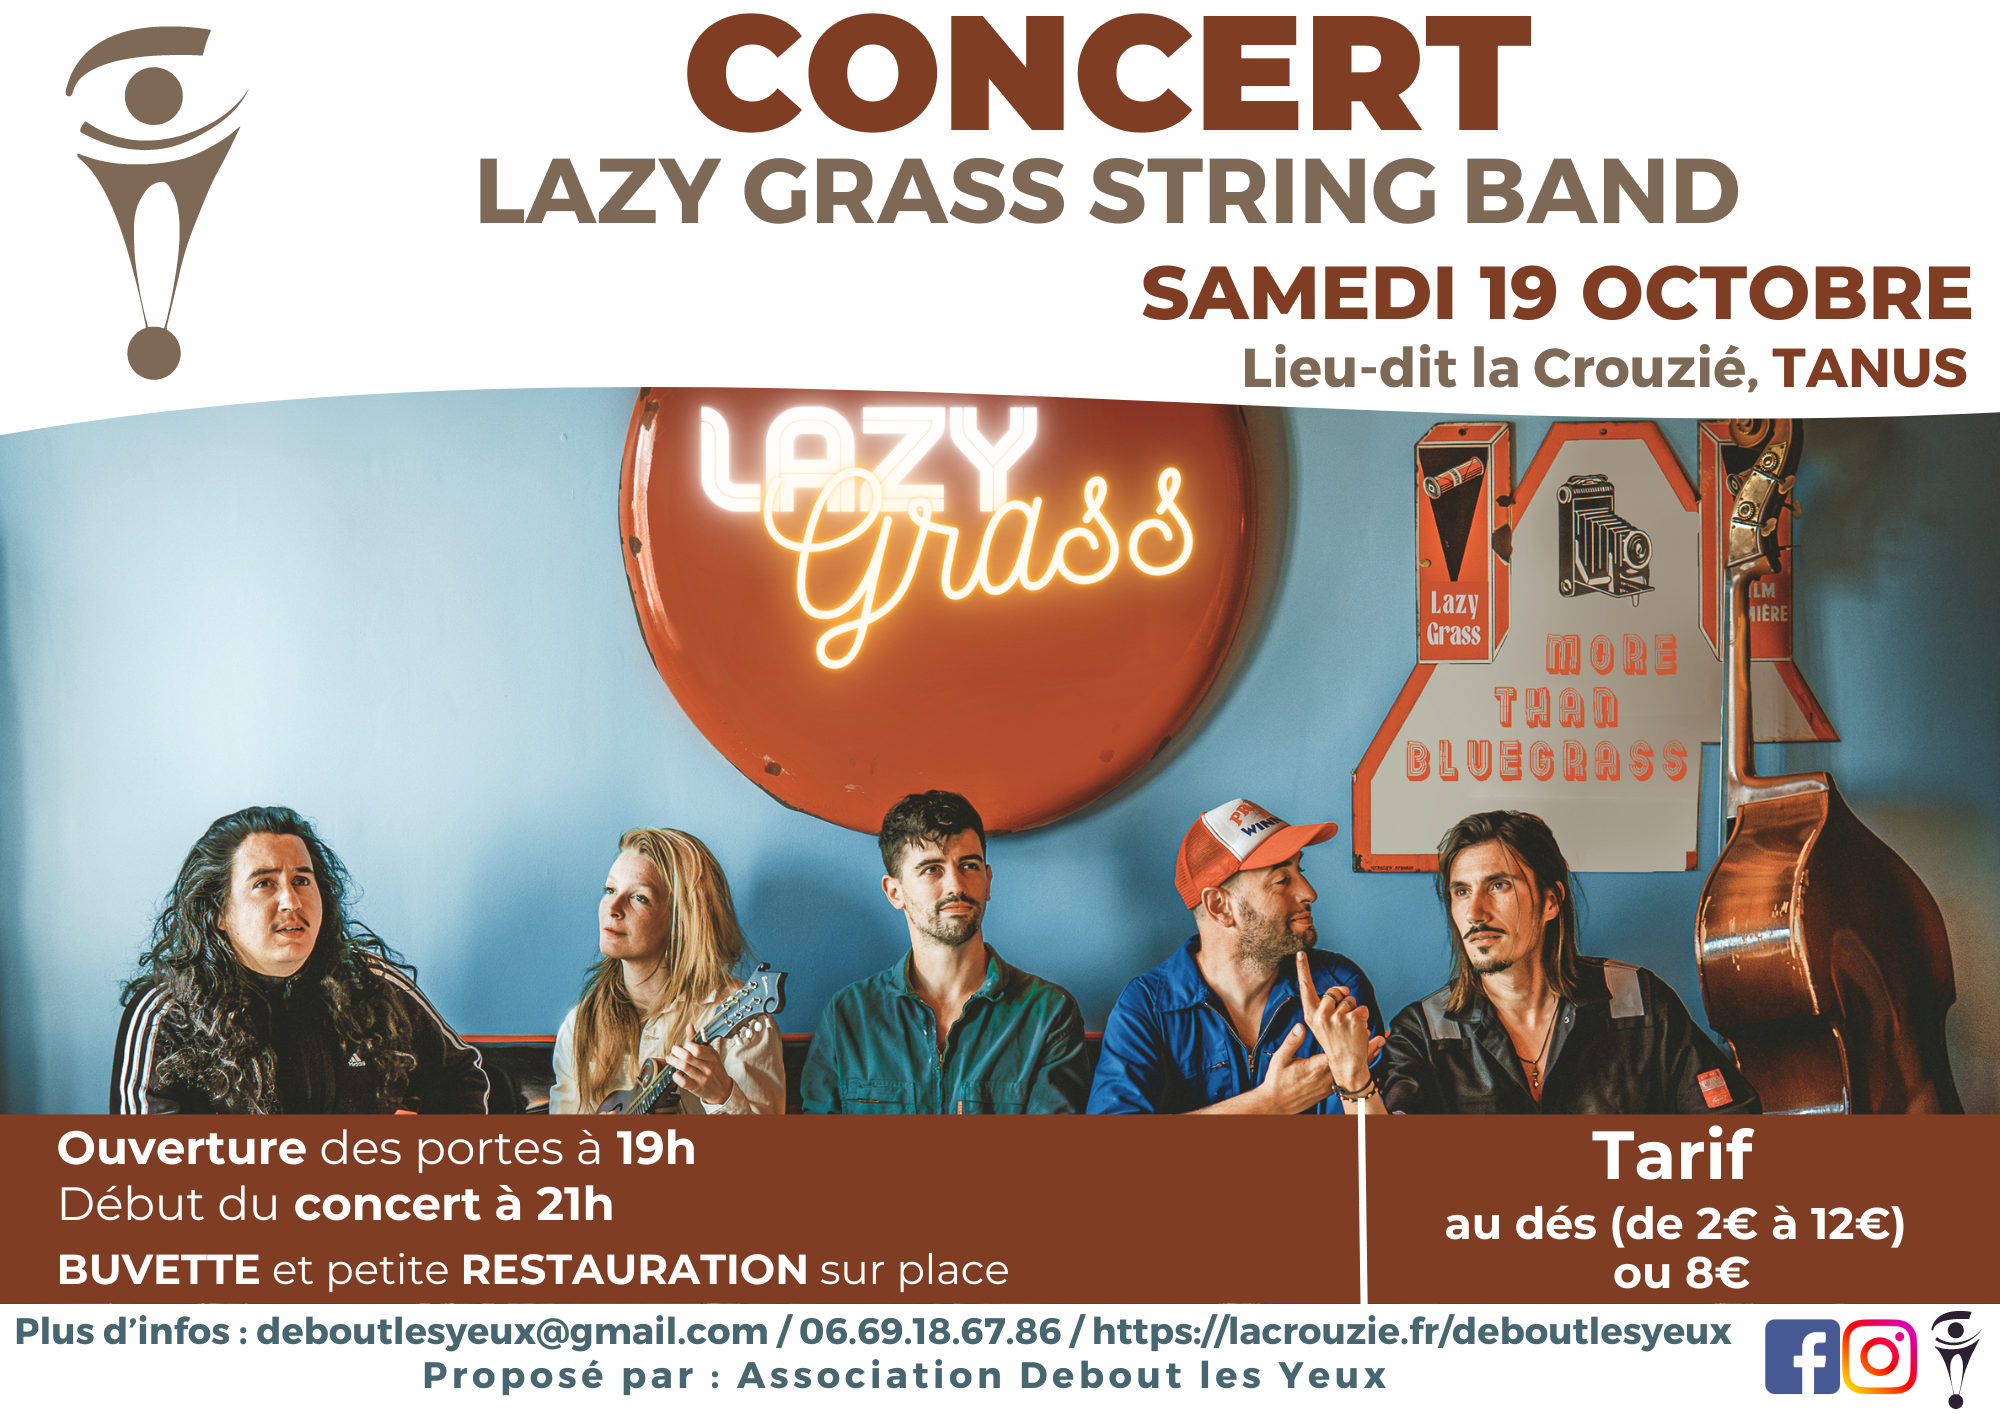 CONCERT
LAZY GRASS STRING BAND
SAMEDI 19 OCTOBRE
Lieu-dit la Crouzié, TANUS
LAZY
Grass
Lazy
Grass
MORE
THAN
BLUEGRASS
adidas
Ouverture des portes à 19h
Début du concert à 21h
BUVETTE et petite RESTAURATION sur place
Tarif
au dés (de 2€ à 12€)
ou 8€
Plus d'infos : deboutlesyeux@gmail.com / 06.69.18.67.86 / https://lacrouzie.fr/deboutlesyeux
Proposé par : Association Debout les Yeux